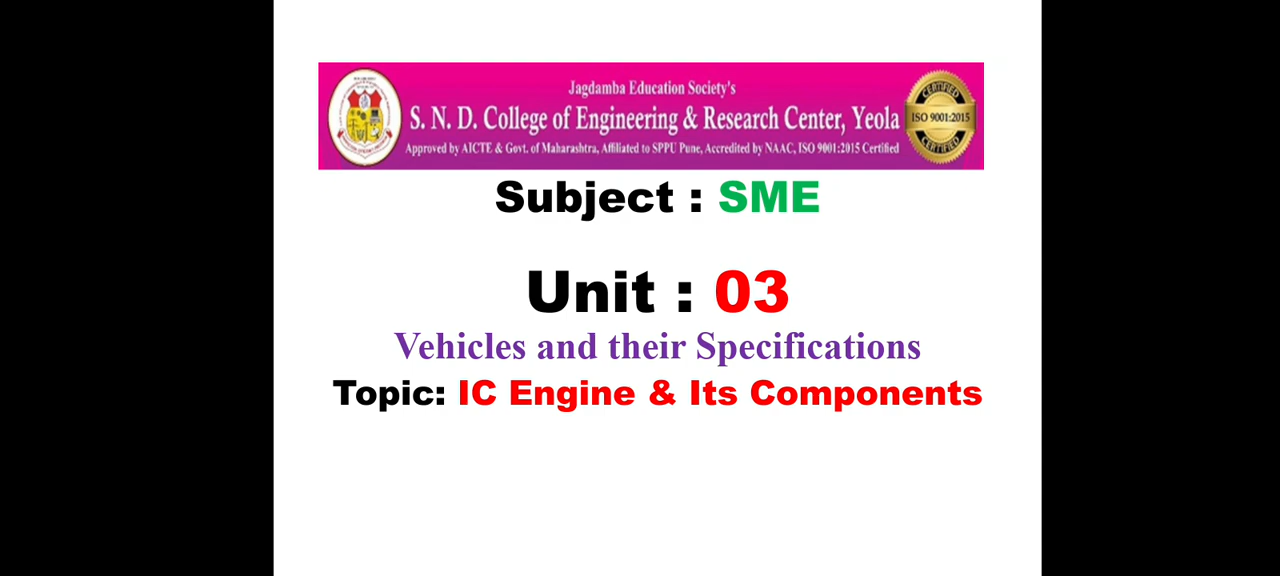 Jagdamba Education Society's
S. N. D. College of Engineering & Research Center, Yeola
Approved by AICTE & Govt. of Maharashtra, Affiliated to SPPU Pune, Accredited by NAAC, ISO 9001:2015 Certified
CERTIFIED
ISO 9001:2015
CERTIFIED
Subject : SME
Unit : 03
Vehicles and their Specifications
Topic: IC Engine & Its Components